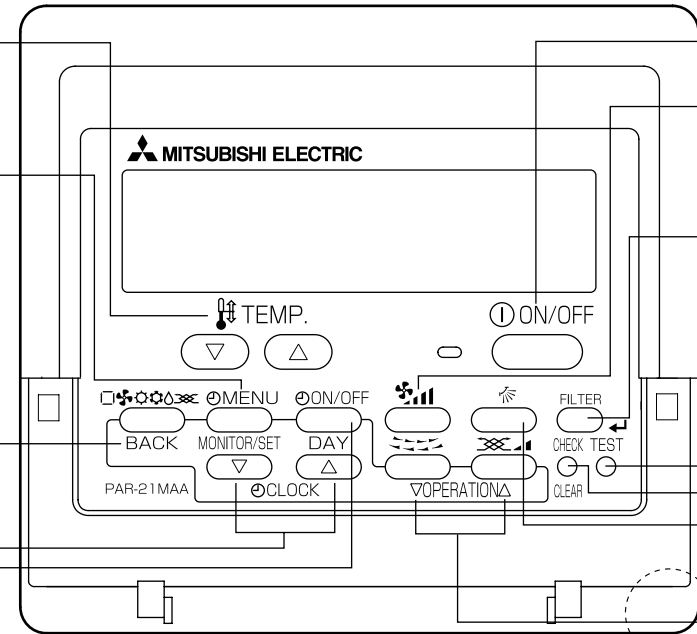 MITSUBISHI ELECTRIC
TEMP.
ON/OFF
MENU
ON/OFF
FILTER
BACK
MONITOR/SET
DAY
CHECK TEST
PAR-21MAA
CLOCK
OPERATION
CLEAR